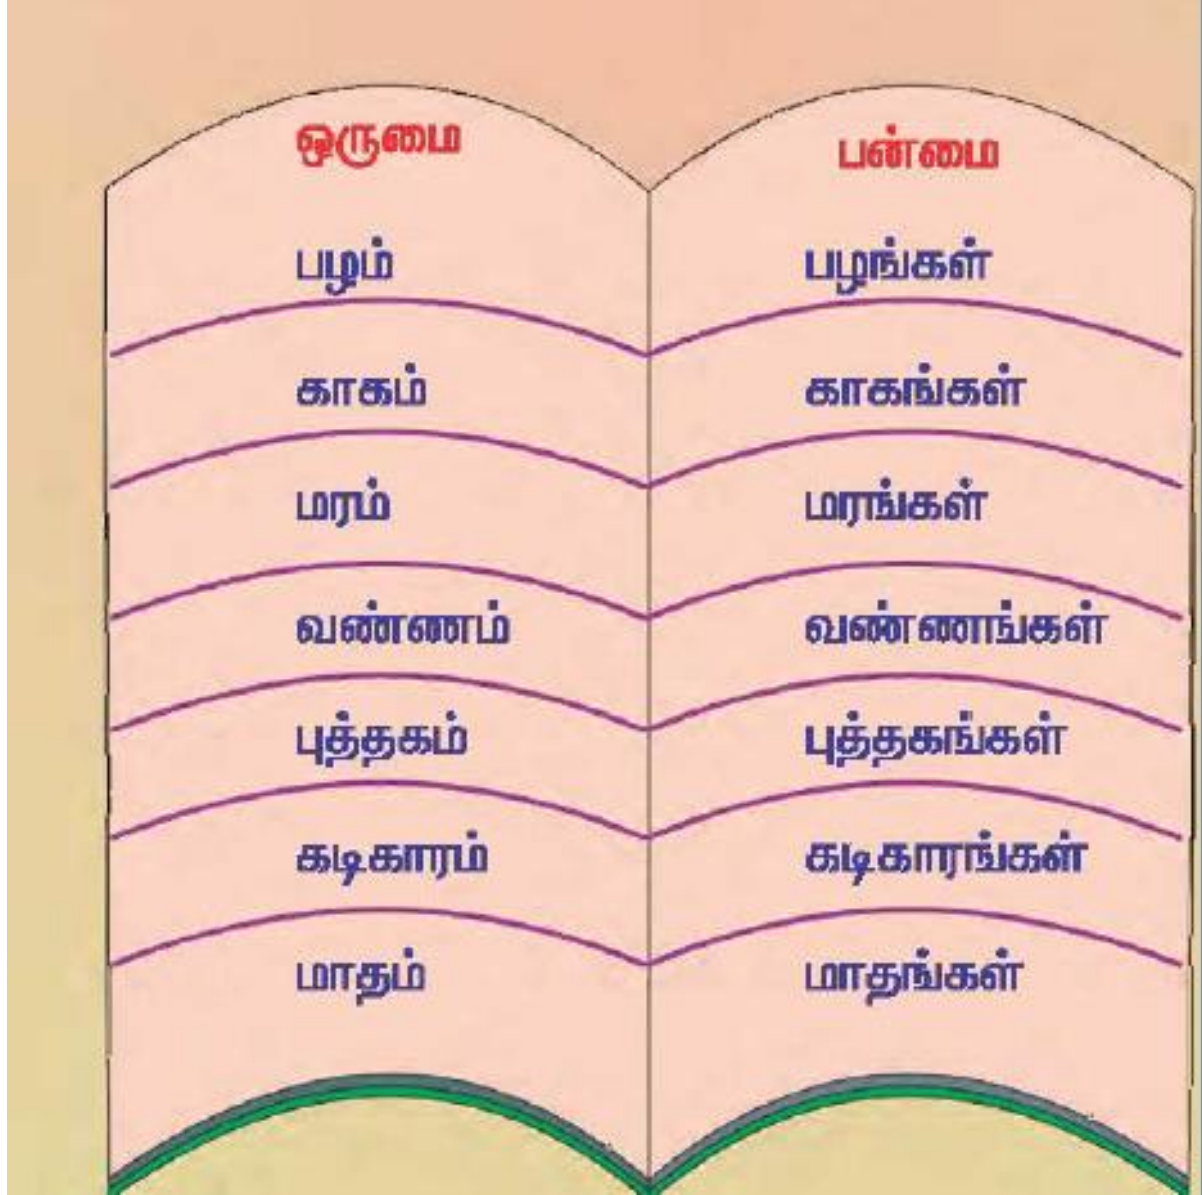 ஒருமை பன்மை
பழம் பழங்கள்
காகம் காகங்கள்
மரம் மரங்கள்
வண்ணம் வண்ணங்கள்
புத்தகம் புத்தகங்கள்
கடிகாரம் கடிகாரங்கள்
மாதம் மாதங்கள்